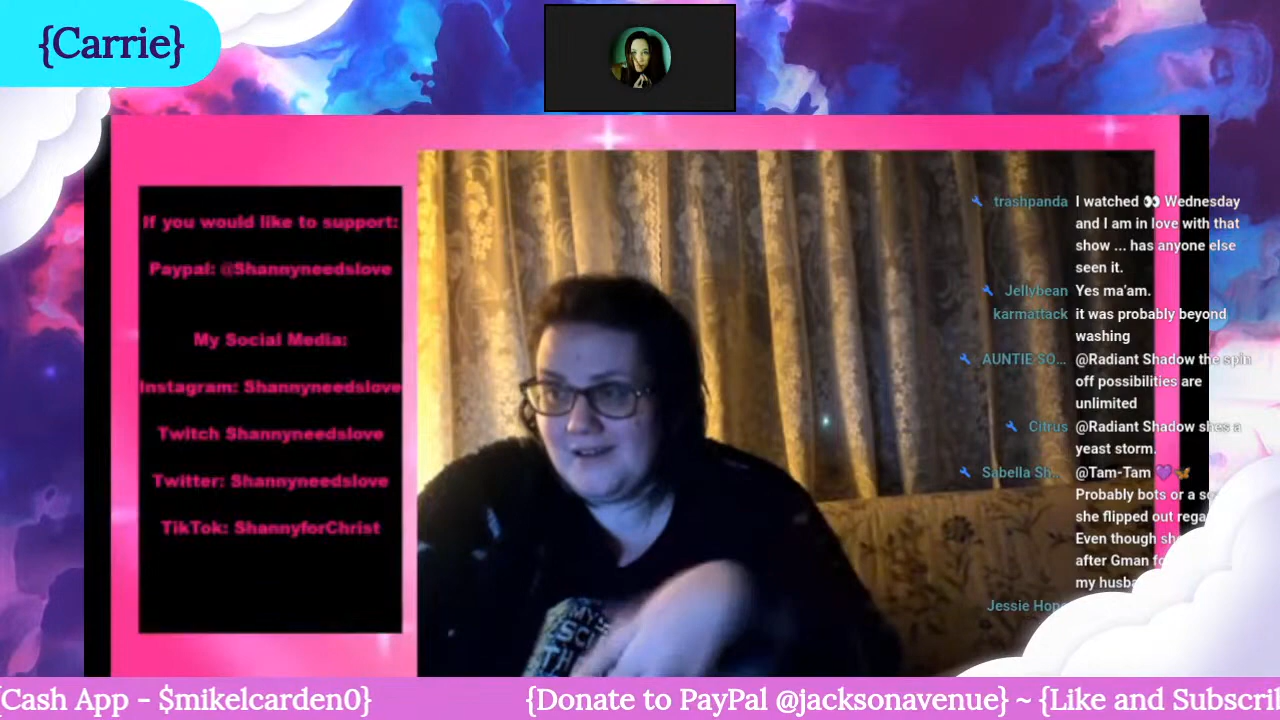 {Carrie}
If you would like to support:
Paypal: @Shannyneedslove
My Social Media:
Instagram: Shannyneedslove
Twitch Shannyneedslove
Twitter: Shannyneedslove
TikTok: ShannyforChrist
trashpanda I watched 👀 Wednesday
and I am in love with that
show ... has anyone else
seen it.
Jellybean Yes ma'am.
karmattack it was probably beyond
washing
AUNTIE SO... @Radiant Shadow the spin
off possibilities are
unlimited
Citrus @Radiant Shadow shes a
yeast storm.
Sabella Sh... @Tam-Tam 💜🦋
Probably bots or a
she flipped out
Even though
after Gman
my
Jessie
{Cash App - $mikelcarden0} {Donate to PayPal @jacksonavenue} ~ {Like and